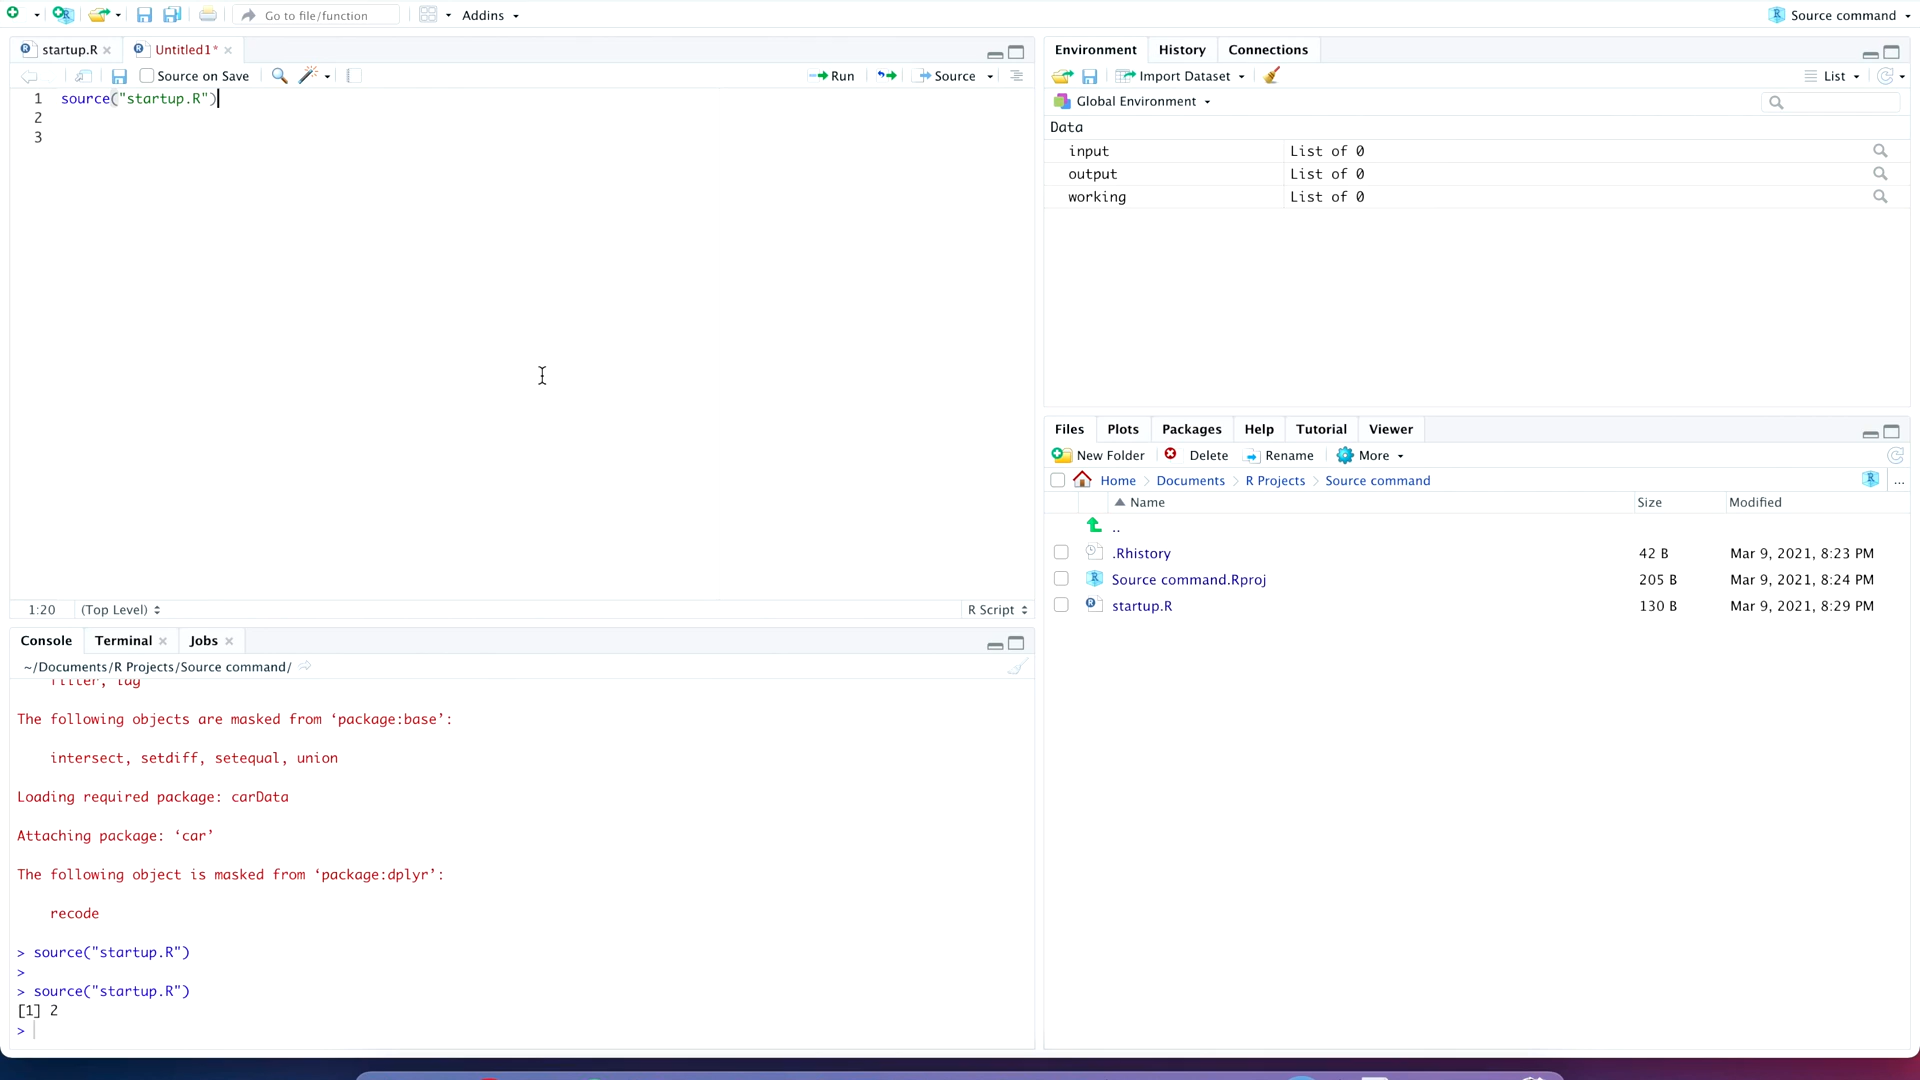 Go to file/function
Addins
Source command
startup.R
Untitled1*
Source on Save
Run
Source
1 source("startup.R")
2
3
1:20 (Top Level)
R Script
Console Terminal Jobs
~/Documents/R Projects/Source command/
filter, lag
The following objects are masked from ‘package:base’:
intersect, setdiff, setequal, union
Loading required package: carData
Attaching package: ‘car’
The following object is masked from ‘package:dplyr’:
recode
> source("startup.R")
>
> source("startup.R")
[1] 2
>
Environment History Connections
Import Dataset
List
Global Environment
Data
input List of 0
output List of 0
working List of 0
Files Plots Packages Help Tutorial Viewer
New Folder Delete Rename More
Home Documents R Projects Source command ...
Name Size Modified
..
.Rhistory 42 B Mar 9, 2021, 8:23 PM
Source command.Rproj 205 B Mar 9, 2021, 8:24 PM
startup.R 130 B Mar 9, 2021, 8:29 PM